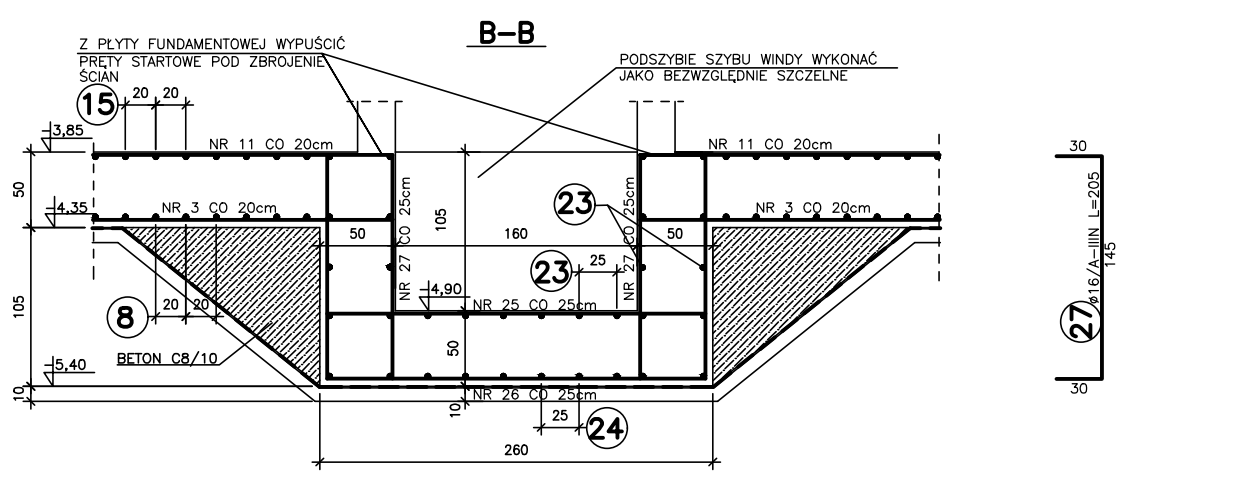 B-B
Z PŁYTY FUNDAMENTOWEJ WYPUŚCIĆ
PRĘTY STARTOWE POD ZBROJENIE
ŚCIAN
PODSZYBIE SZYBU WINDY WYKONAĆ
JAKO BEZWZGLĘDNIE SZCZELNE
15
20
20
-3,85
NR 11 CO 20cm
NR 11 CO 20cm
30
50
-4,35
NR 3 CO 20cm
NR 3 CO 20cm
NR 27 CO 25cm
105
23
NR 27 CO 25cm
50
160
50
23
25
-4,90
NR 25 CO 25cm
8
20
20
105
BETON C8/10
50
-5,40
10
NR 26 CO 25cm
10
25
24
260
27
ø16/A-IIIN L=205
145
30